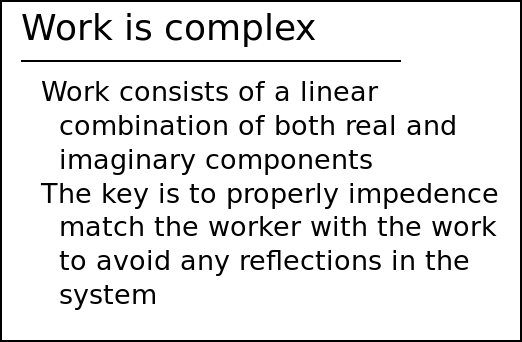 Work is complex
Work consists of a linear
combination of both real and
imaginary components
The key is to properly impedence
match the worker with the work
to avoid any reflections in the
system